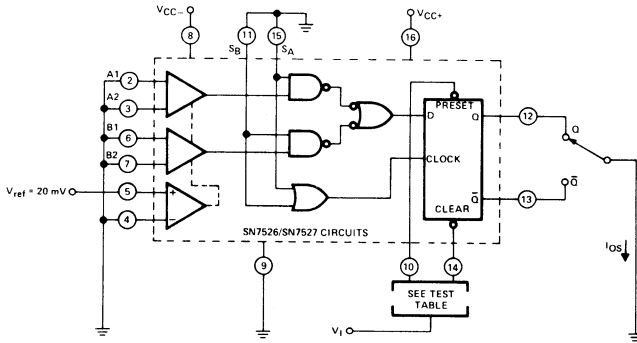 VCC−
VCC+
8
11
15
16
SB
SA
A1
2
A2
3
B1
6
B2
7
Vref = 20 mV
5
+
4
−
PRESET
D
Q
CLOCK
Q̅
CLEAR
12
Q
13
Q̅
SN7526/SN7527 CIRCUITS
9
10
14
IOS
SEE TEST
TABLE
VI